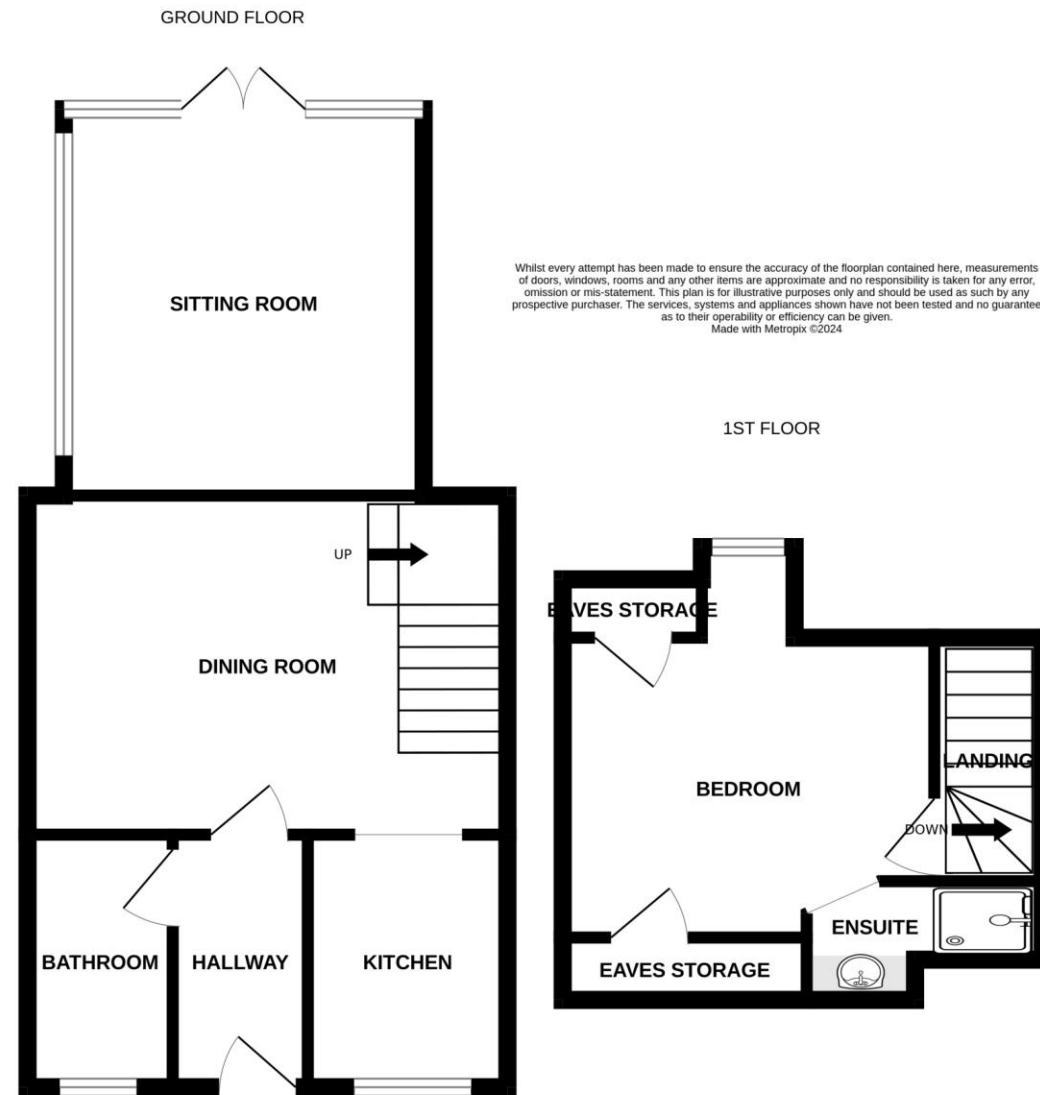 GROUND FLOOR
SITTING ROOM
Whilst every attempt has been made to ensure the accuracy of the floorplan contained here, measurements
of doors, windows, rooms and any other items are approximate and no responsibility is taken for any error,
omission or mis-statement. This plan is for illustrative purposes only and should be used as such by any
prospective purchaser. The services, systems and appliances shown have not been tested and no guarantee
as to their operability or efficiency can be given.
Made with Metropix ©2024
1ST FLOOR
UP
DINING ROOM
BATHROOM
HALLWAY
KITCHEN
EAVES STORAGE
BEDROOM
LANDING
DOWN
ENSUITE
EAVES STORAGE